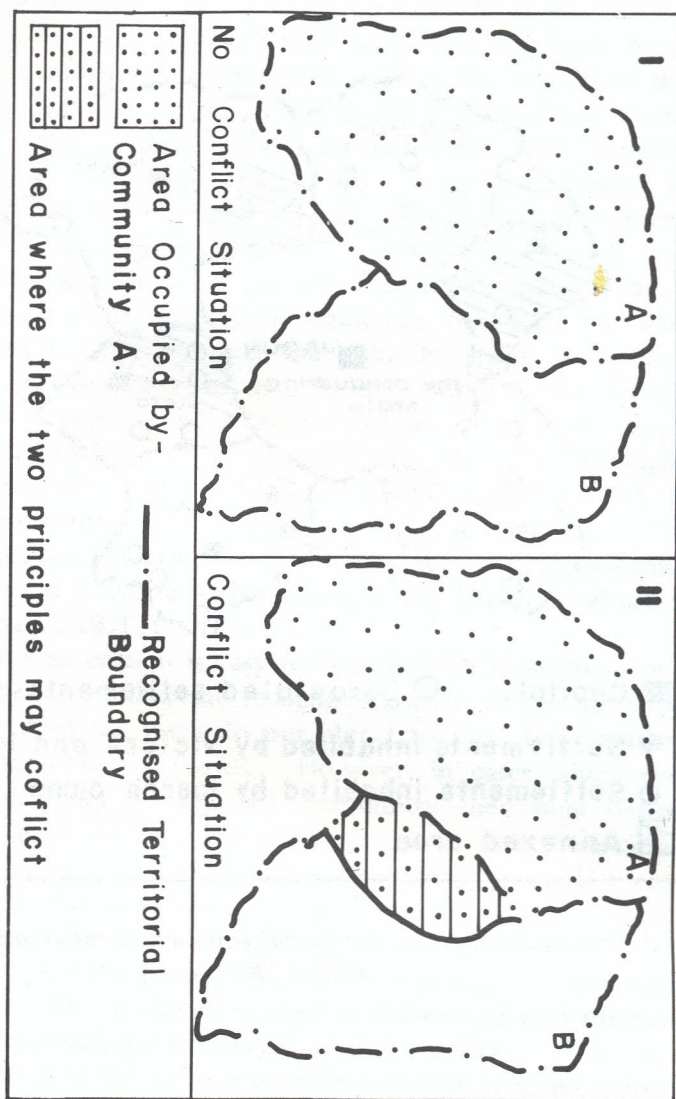 I
A
B
No Conflict Situation
II
A
B
Conflict Situation
Area Occupied by-
Community A.
Recognised Territorial
Boundary
Area where the two principles may coflict